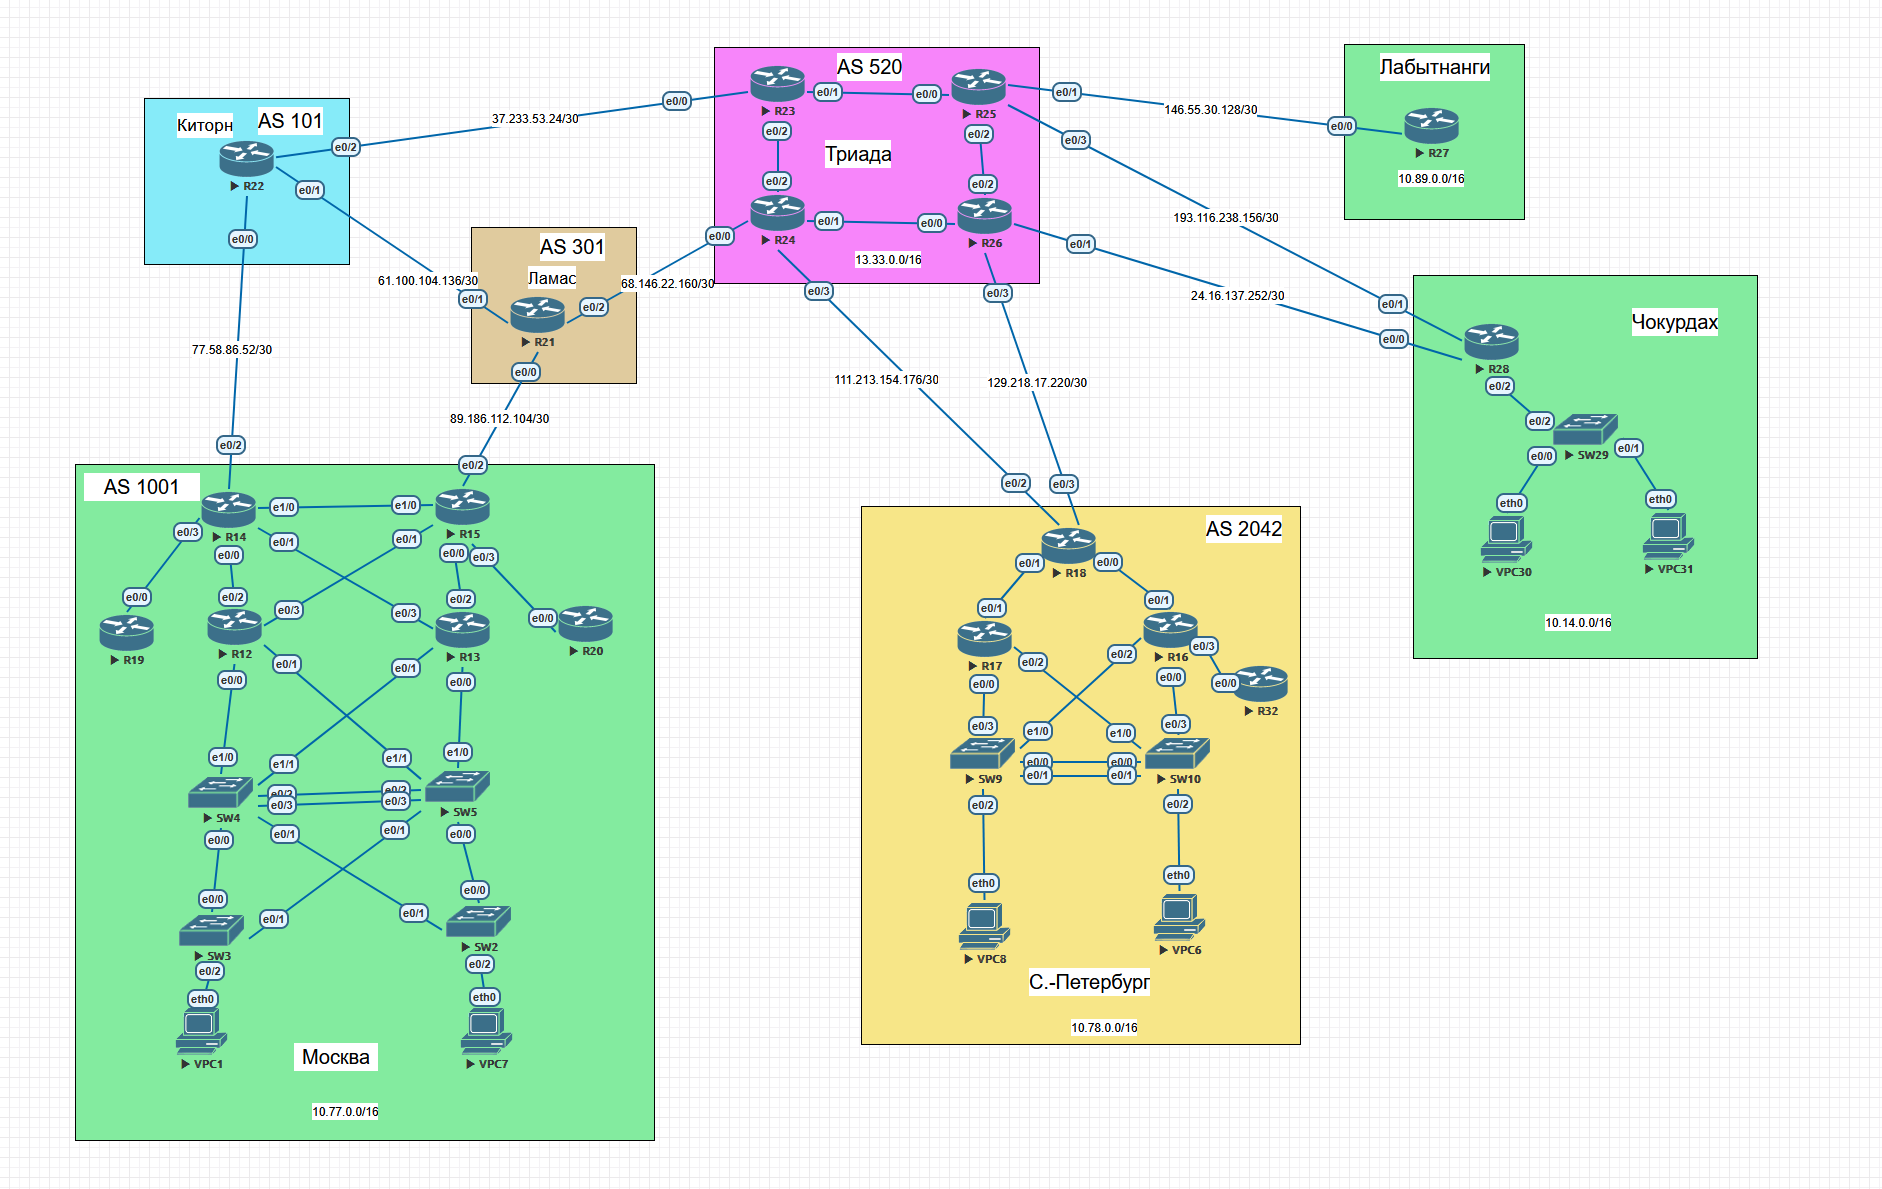 AS 520
Лабытнанги
R23
e0/1
e0/0
R25
e0/1
146.55.30.128/30
e0/0
R27
10.89.0.0/16
e0/0
37.233.53.24/30
Киторн
AS 101
R22
e0/2
e0/1
e0/0
e0/2
e0/2
e0/3
Триада
e0/2
e0/2
R24
e0/1
e0/0
R26
e0/1
e0/0
13.33.0.0/16
193.116.238.156/30
24.16.137.252/30
AS 301
Ламас
61.100.104.136/30
e0/1
e0/2
68.146.22.160/30
R21
e0/0
e0/3
e0/3
77.58.86.52/30
89.186.112.104/30
111.213.154.176/30
129.218.17.220/30
e0/1
e0/0
Чокурдах
R28
e0/2
e0/2
SW29
e0/0
e0/1
eth0
eth0
VPC30
VPC31
10.14.0.0/16
e0/2
e0/2
AS 1001
R14
e1/0
e1/0
R15
e0/3
e0/0
e0/1
e0/1
e0/0
e0/3
e0/0
e0/2
e0/3
e0/3
e0/2
e0/0
R19
R12
R13
R20
e0/0
e0/1
e0/1
e0/0
e1/0
e1/1
e1/1
e1/0
e0/2
e0/3
e0/2
e0/3
SW4
SW5
e0/0
e0/1
e0/1
e0/0
e0/0
e0/1
e0/1
e0/0
SW3
SW2
e0/2
e0/2
eth0
eth0
VPC1
VPC7
Москва
10.77.0.0/16
e0/2
e0/3
AS 2042
R18
e0/1
e0/0
e0/1
e0/1
R17
R16
e0/2
e0/2
e0/3
e0/0
e0/0
e0/0
R32
e0/3
e1/0
e1/0
e0/3
e0/0
e0/1
e0/0
e0/1
SW9
SW10
e0/2
e0/2
eth0
eth0
VPC8
VPC6
С.-Петербург
10.78.0.0/16